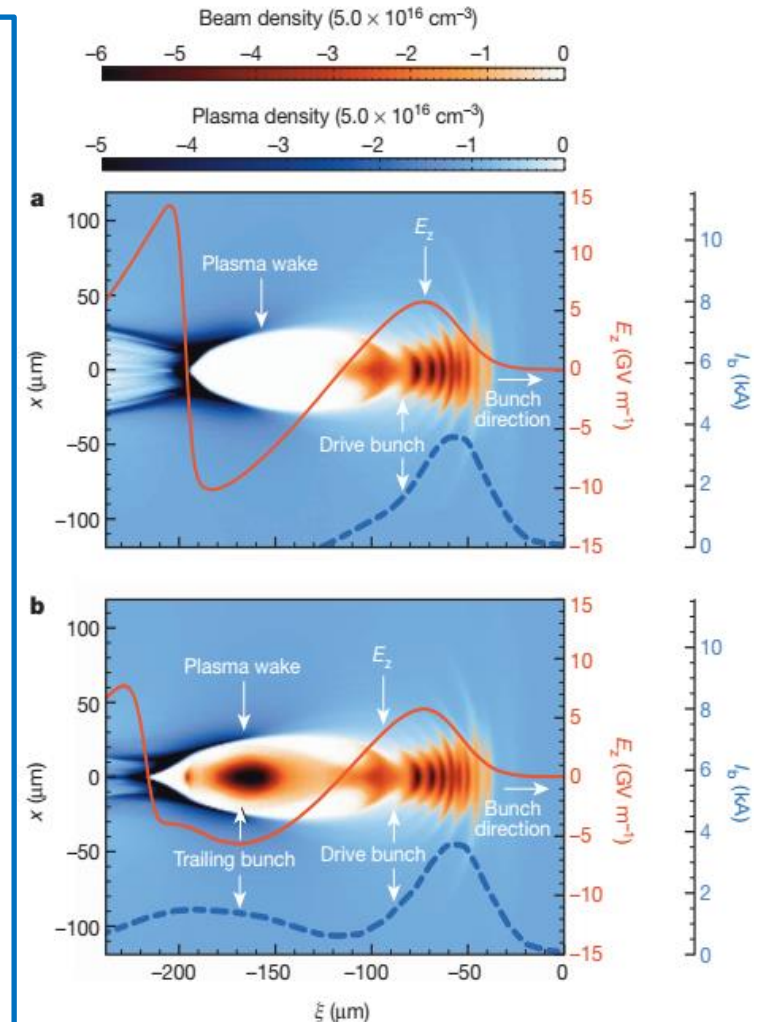 Beam density (5.0 × 10¹⁶ cm⁻³)
−6 −5 −4 −3 −2 −1 0
Plasma density (5.0 × 10¹⁶ cm⁻³)
−5 −4 −3 −2 −1 0
a
100
50
0
−50
−100
x (μm)
Plasma wake
E_z
Drive bunch
Bunch
direction
15
10
5
0
−5
−10
−15
E_z (GV m⁻¹)
10
8
6
4
2
0
I_b (kA)
b
100
50
0
−50
−100
x (μm)
Plasma wake
E_z
Trailing bunch
Drive bunch
Bunch
direction
15
10
5
0
−5
−10
−15
E_z (GV m⁻¹)
10
8
6
4
2
0
I_b (kA)
−200 −150 −100 −50 0
ξ (μm)